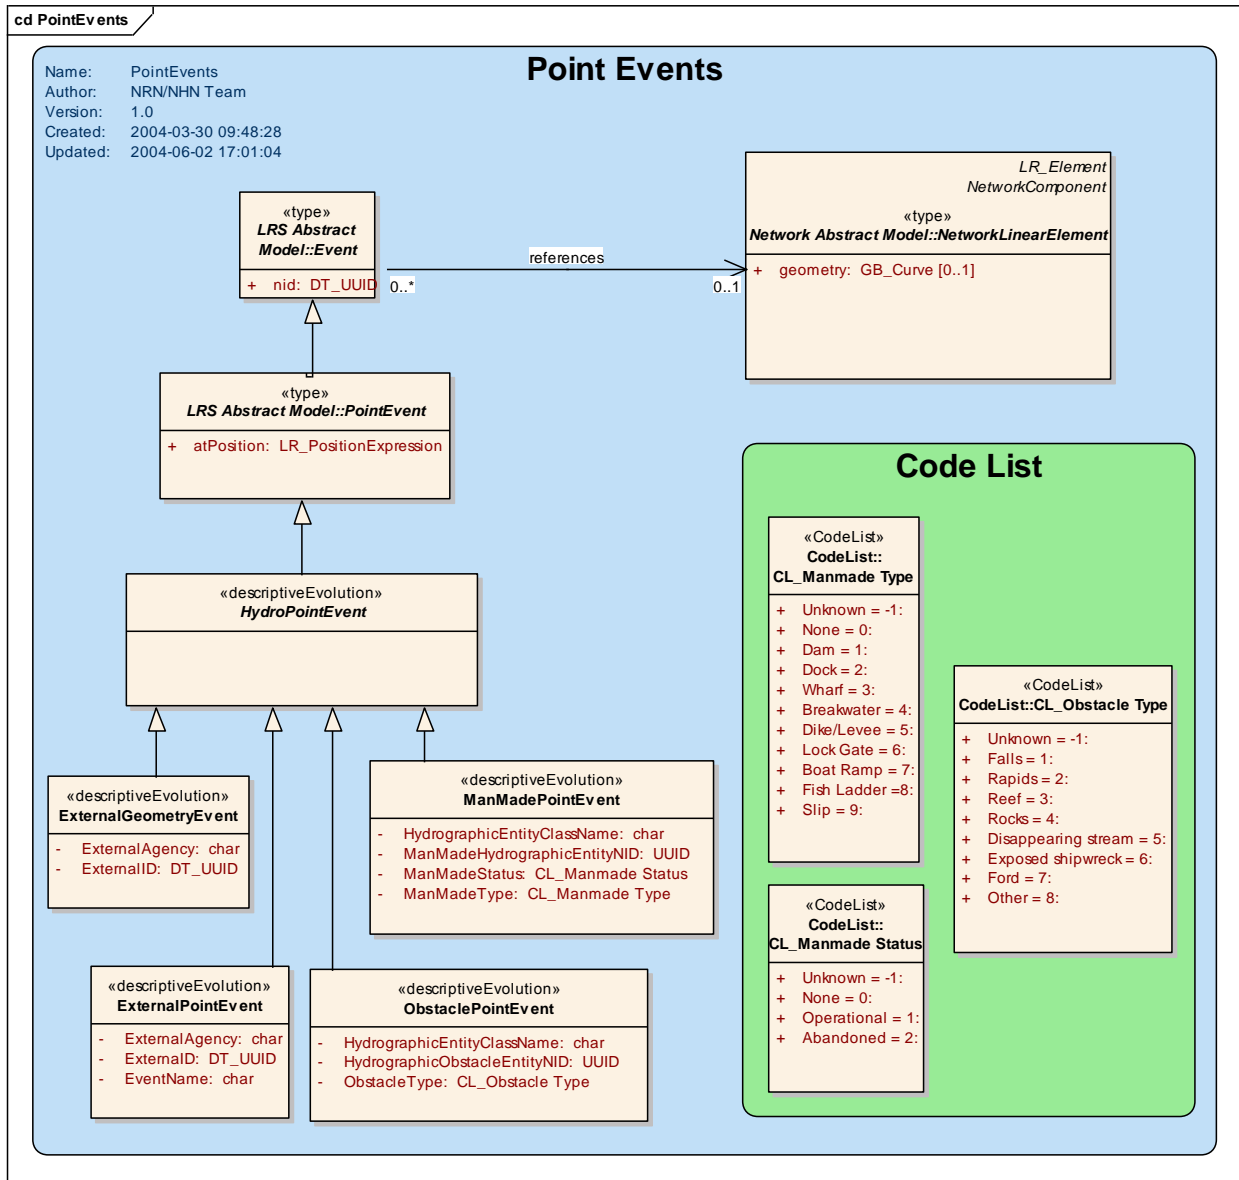 cd PointEvents
Point Events
Name: PointEvents
Author: NRN/NHN Team
Version: 1.0
Created: 2004-03-30 09:48:28
Updated: 2004-06-02 17:01:04
«type»
LRS Abstract
Model::Event
+ nid: DT_UUID
references
0..*
0..1
LR_Element
NetworkComponent
«type»
Network Abstract Model::NetworkLinearElement
+ geometry: GB_Curve [0..1]
«type»
LRS Abstract Model::PointEvent
+ atPosition: LR_PositionExpression
«descriptiveEvolution»
HydroPointEvent
«descriptiveEvolution»
ExternalGeometryEvent
- ExternalAgency: char
- ExternalID: DT_UUID
«descriptiveEvolution»
ManMadePointEvent
- HydrographicEntityClassName: char
- ManMadeHydrographicEntityNID: UUID
- ManMadeStatus: CL_Manmade Status
- ManMadeType: CL_Manmade Type
«descriptiveEvolution»
ExternalPointEvent
- ExternalAgency: char
- ExternalID: DT_UUID
- EventName: char
«descriptiveEvolution»
ObstaclePointEvent
- HydrographicEntityClassName: char
- HydrographicObstacleEntityNID: UUID
- ObstacleType: CL_Obstacle Type
Code List
«CodeList»
CodeList::
CL_Manmade Type
+ Unknown = -1:
+ None = 0:
+ Dam = 1:
+ Dock = 2:
+ Wharf = 3:
+ Breakwater = 4:
+ Dike/Levee = 5:
+ Lock Gate = 6:
+ Boat Ramp = 7:
+ Fish Ladder =8:
+ Slip = 9:
«CodeList»
CodeList::CL_Obstacle Type
+ Unknown = -1:
+ Falls = 1:
+ Rapids = 2:
+ Reef = 3:
+ Rocks = 4:
+ Disappearing stream = 5:
+ Exposed shipwreck = 6:
+ Ford = 7:
+ Other = 8:
«CodeList»
CodeList::
CL_Manmade Status
+ Unknown = -1:
+ None = 0:
+ Operational = 1:
+ Abandoned = 2: